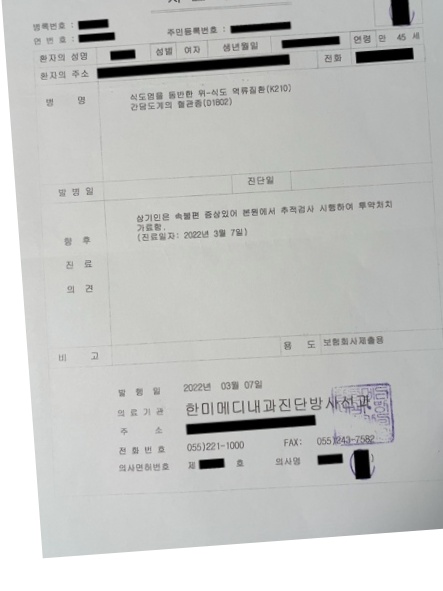 병록번호 :
연 번 호 :
주민등록번호 :
환자의 성명 성별 여자 생년월일 연령 만 45 세
환자의 주소 전화
병 명
식도염을 동반한 위-식도 역류질환(K210)
간담도계의 혈관종(D1802)
발 병 일 진단일
향 후
진 료
의 견
상기인은 속불편 증상있어 본원에서 추적검사 시행하여 투약처치
가료함.
(진료일자: 2022년 3월 7일)
비 고 용 도 보험회사제출용
발 행 일 2022년 03월 07일
의 료 기 관 한미메디내과진단방사선과
주 소
전 화 번 호 055)221-1000 FAX: 055)243-7582
의사면허번호 제 호 의사명